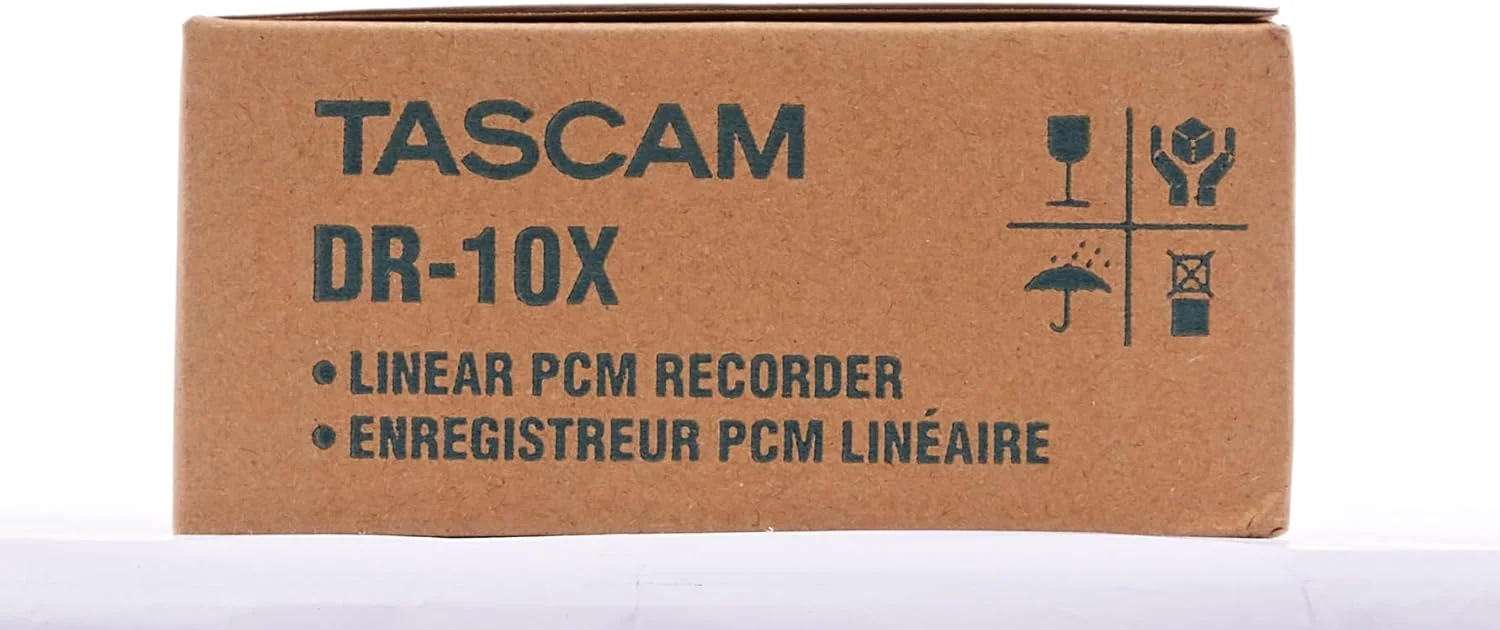 TASCAM
DR-10X
• LINEAR PCM RECORDER
• ENREGISTREUR PCM LINÉAIRE